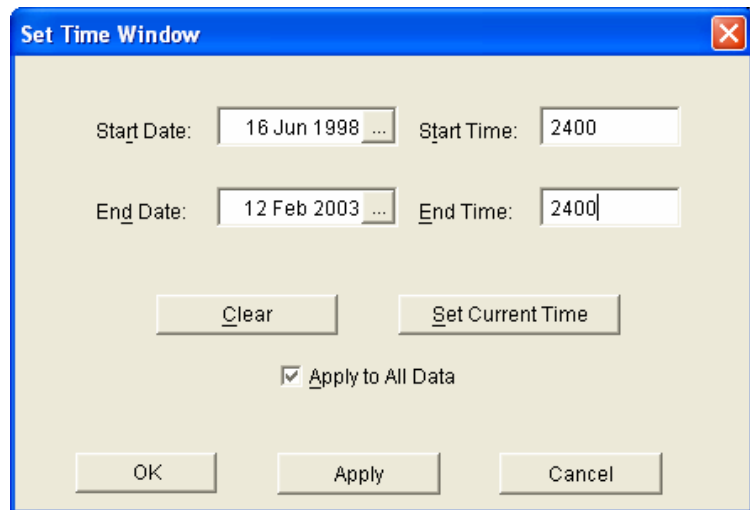 Set Time Window
Start Date: 16 Jun 1998 ... Start Time: 2400
End Date: 12 Feb 2003 ... End Time: 2400
Clear Set Current Time
Apply to All Data
OK Apply Cancel